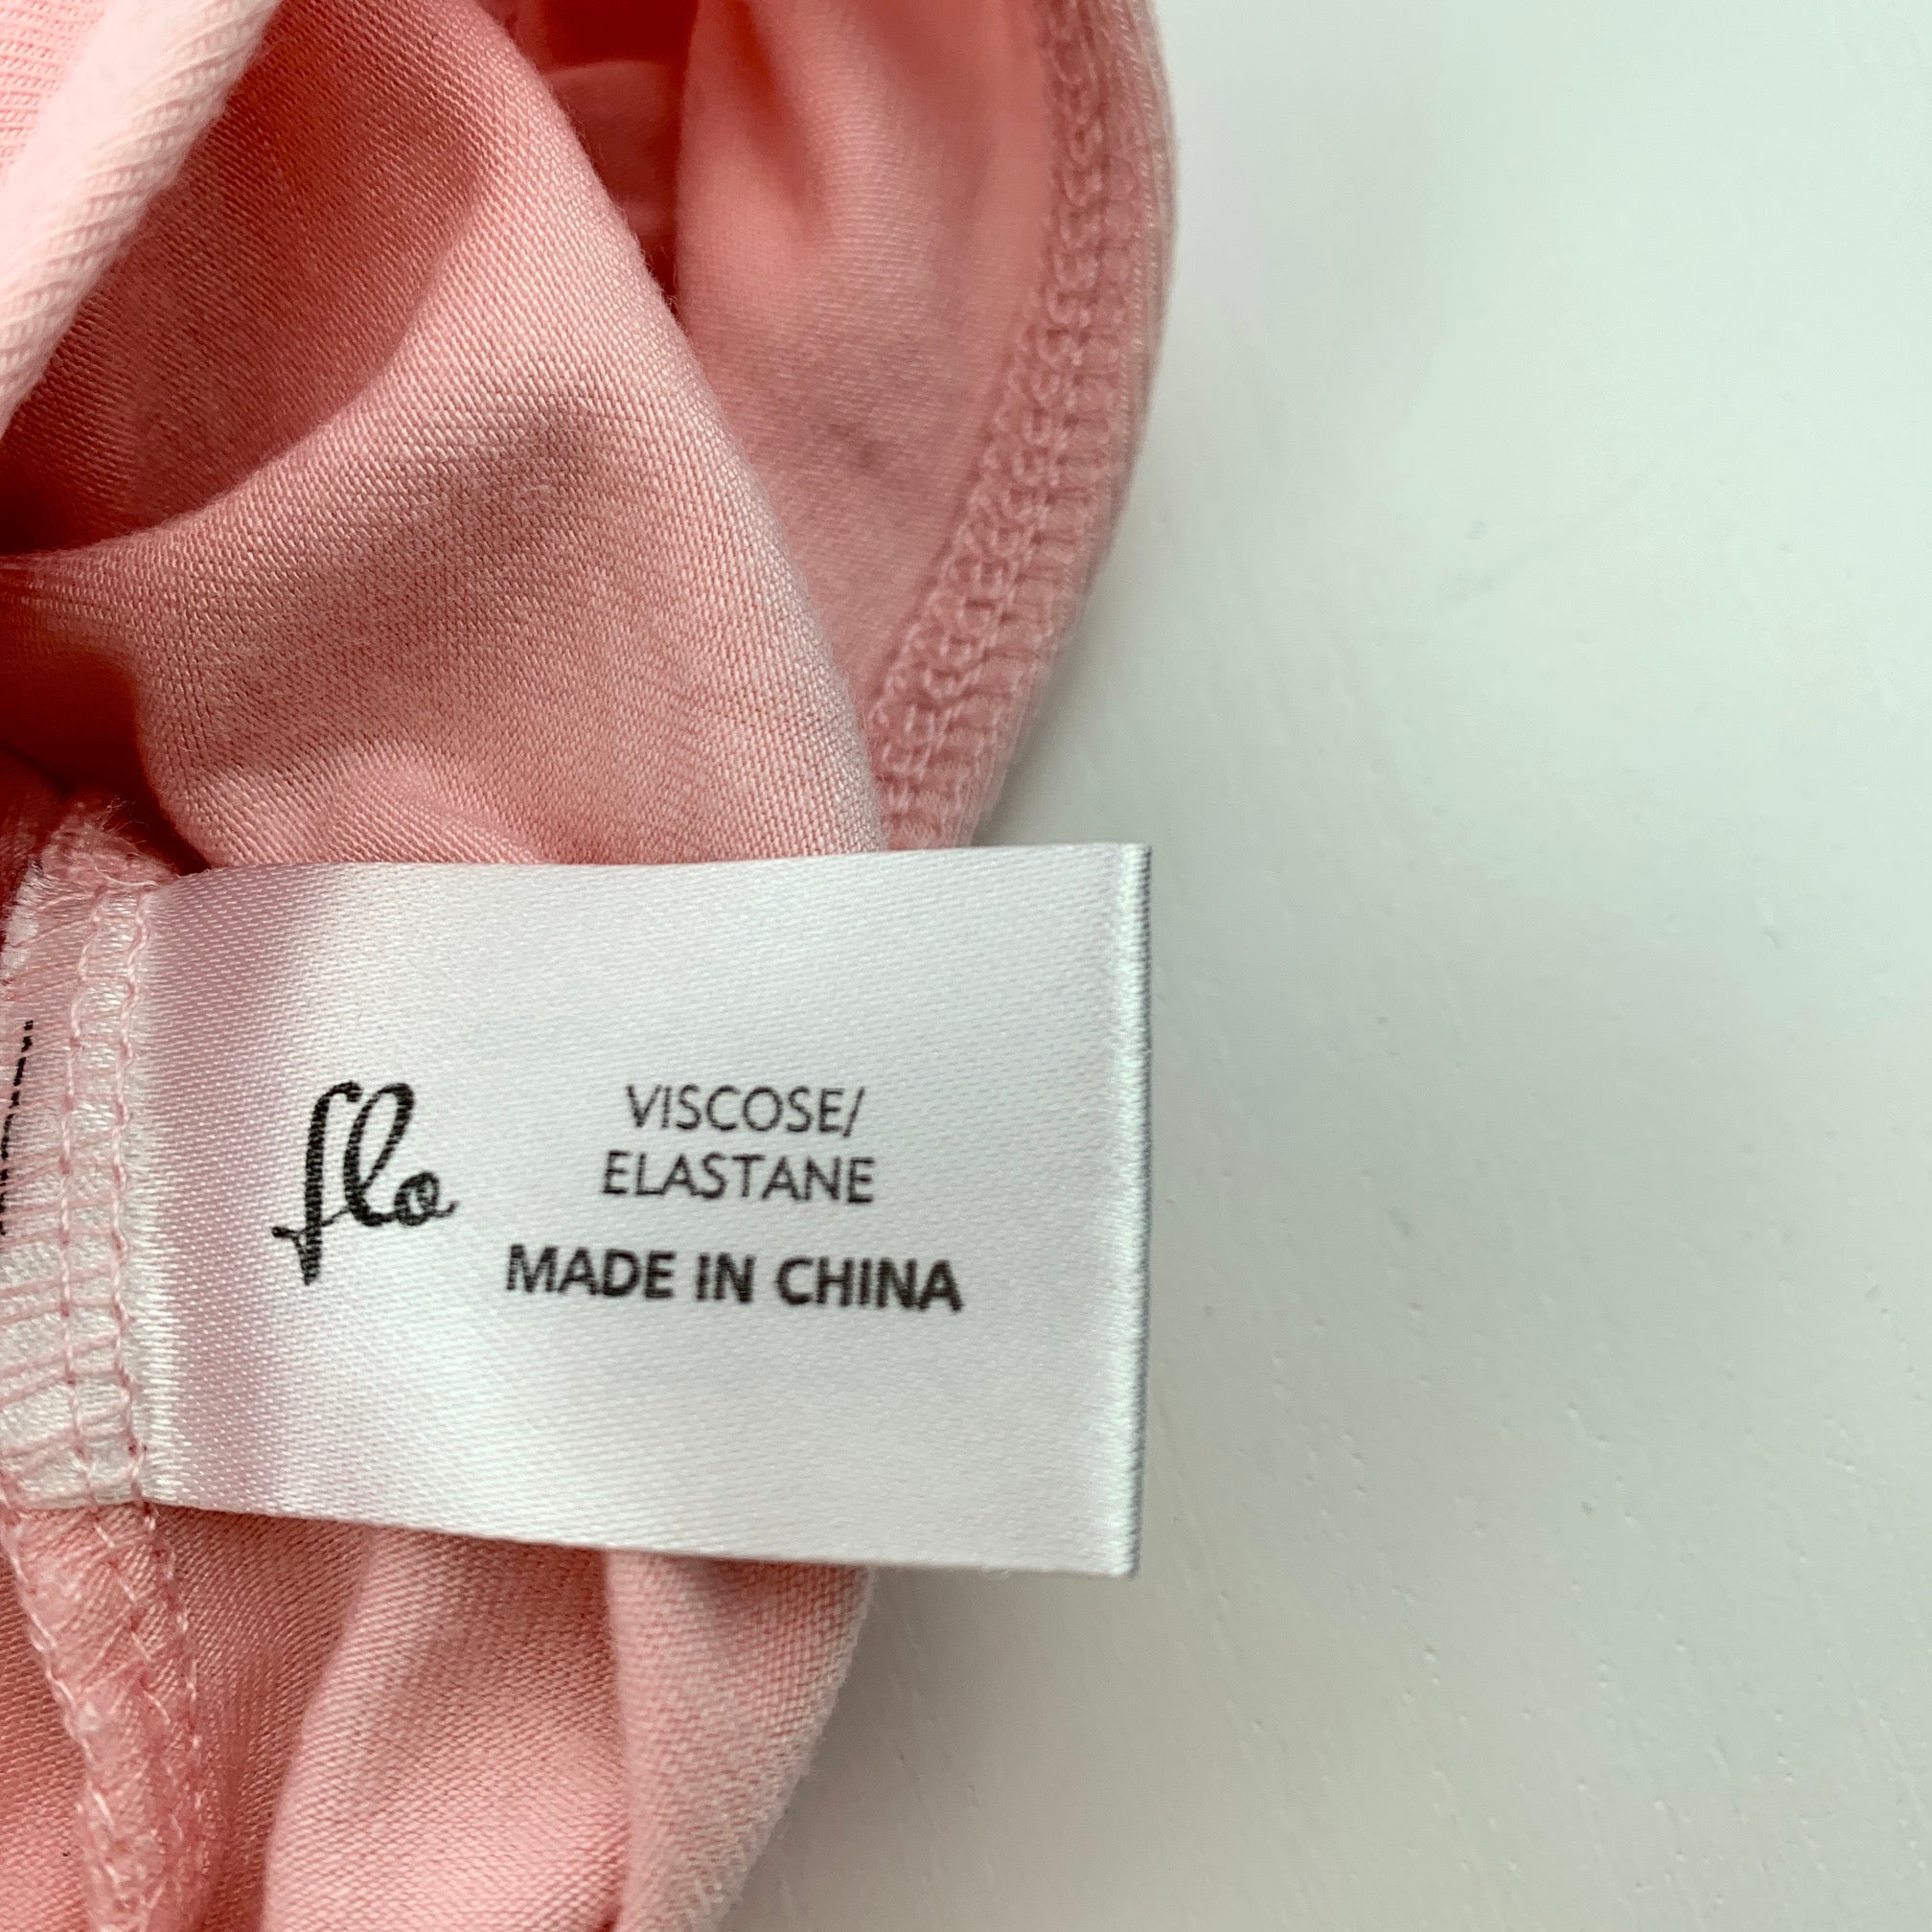 flo
VISCOSE/
ELASTANE
MADE IN CHINA